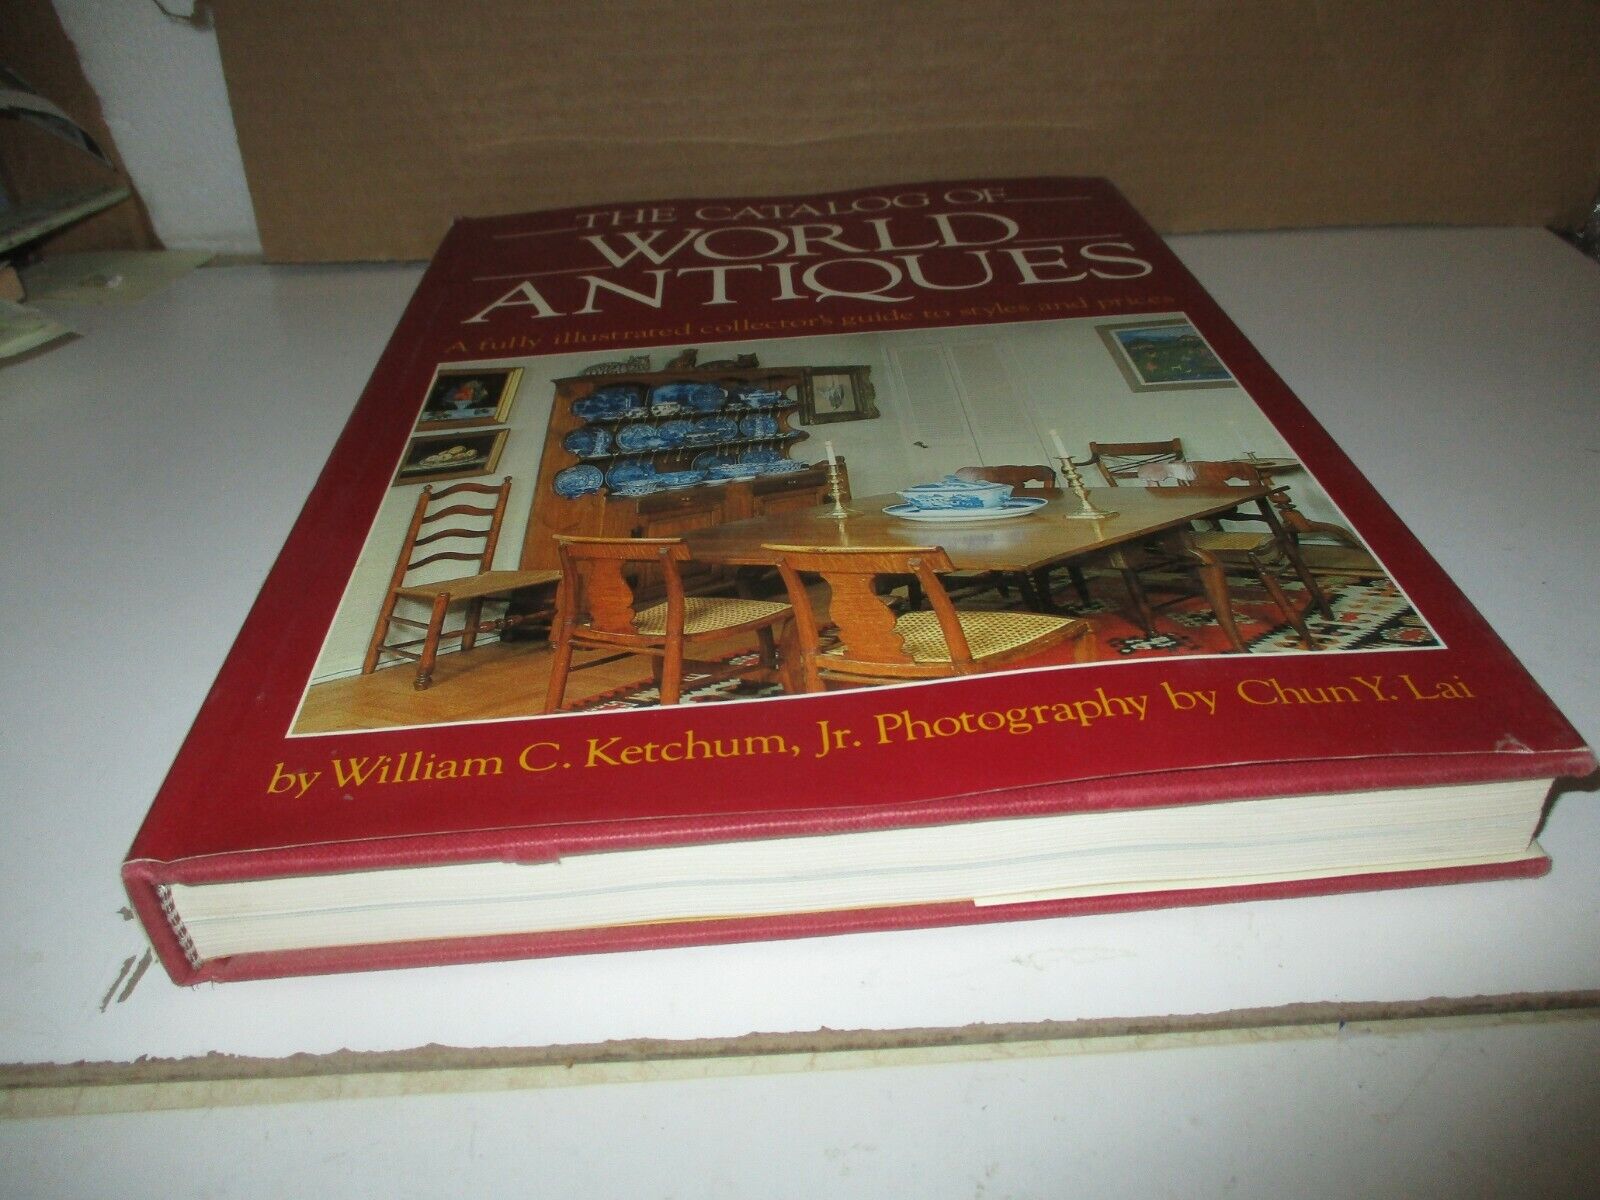 THE CATALOG OF
WORLD
ANTIQUES
A fully illustrated collector's guide to styles and prices
by William C. Ketchum, Jr. Photography by Chun Y. Lai